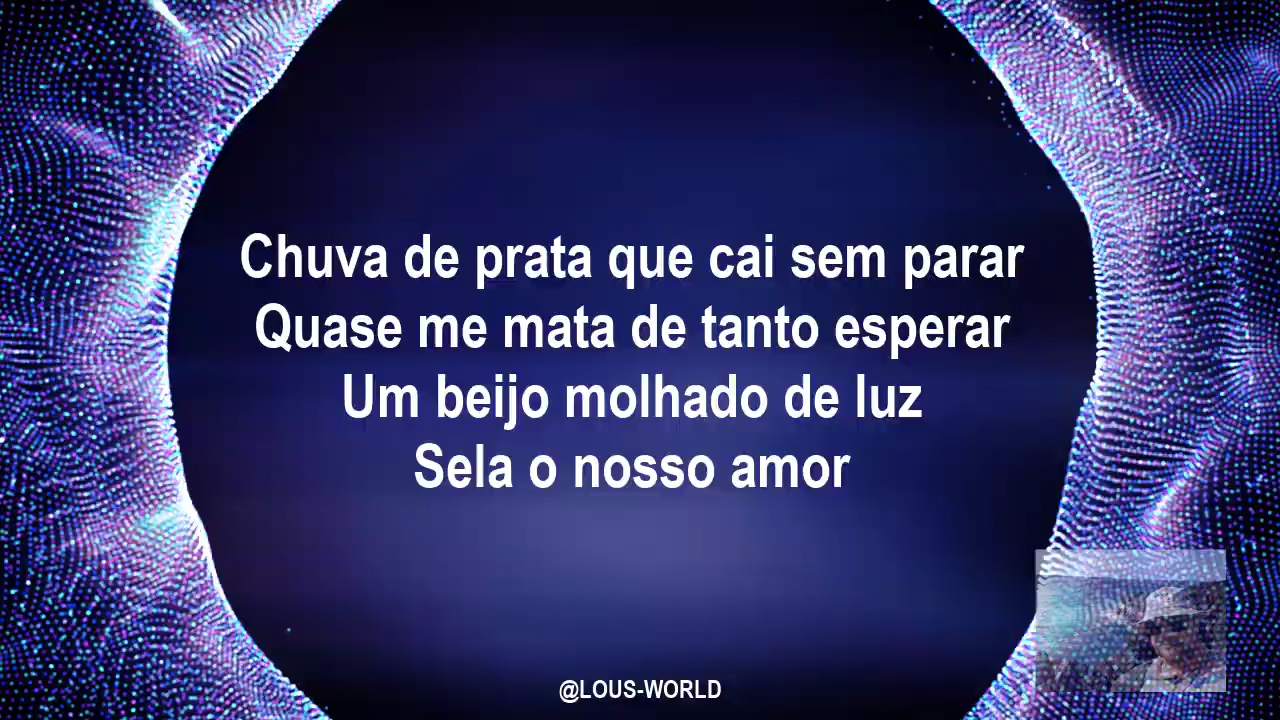 Chuva de prata que cai sem parar
Quase me mata de tanto esperar
Um beijo molhado de luz
Sela o nosso amor
@LOUS-WORLD